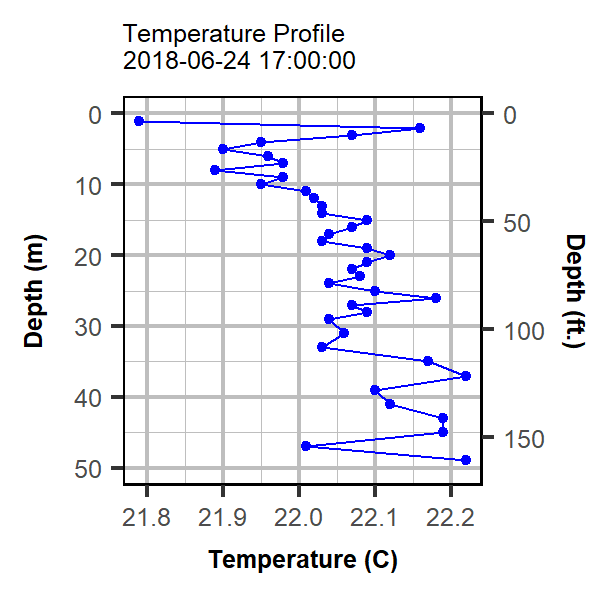 Temperature Profile
2018-06-24 17:00:00
0
10
20
30
40
50
Depth (m)
0
50
100
150
Depth (ft.)
21.8 21.9 22.0 22.1 22.2
Temperature (C)